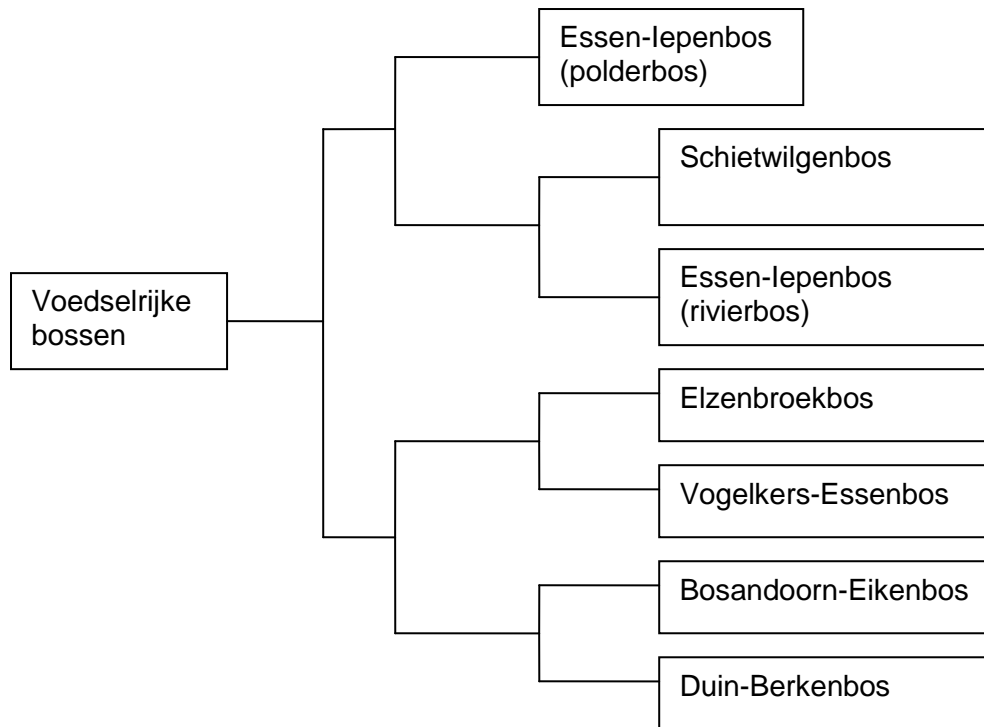 Essen-Iepenbos
(polderbos)
Schietwilgenbos
Essen-Iepenbos
(rivierbos)
Voedselrijke
bossen
Elzenbroekbos
Vogelkers-Essenbos
Bosandoorn-Eikenbos
Duin-Berkenbos